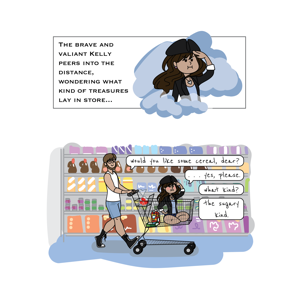 The brave and
valiant Kelly
peers into the
distance,
wondering what
kind of treasures
lay in store...
would you like some cereal, dear?
...yes, please.
what kind?
the sugary
kind